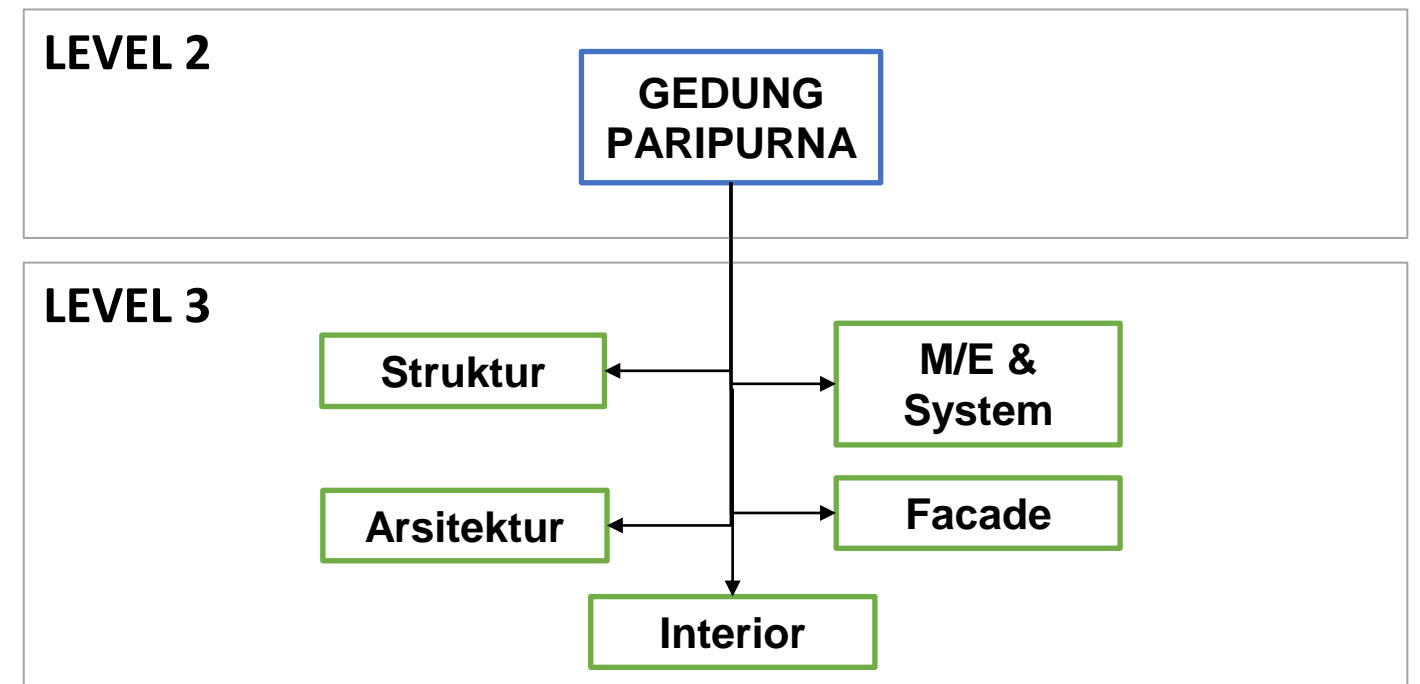 LEVEL 2
GEDUNG
PARIPURNA
LEVEL 3
Struktur
M/E &
System
Arsitektur
Facade
Interior